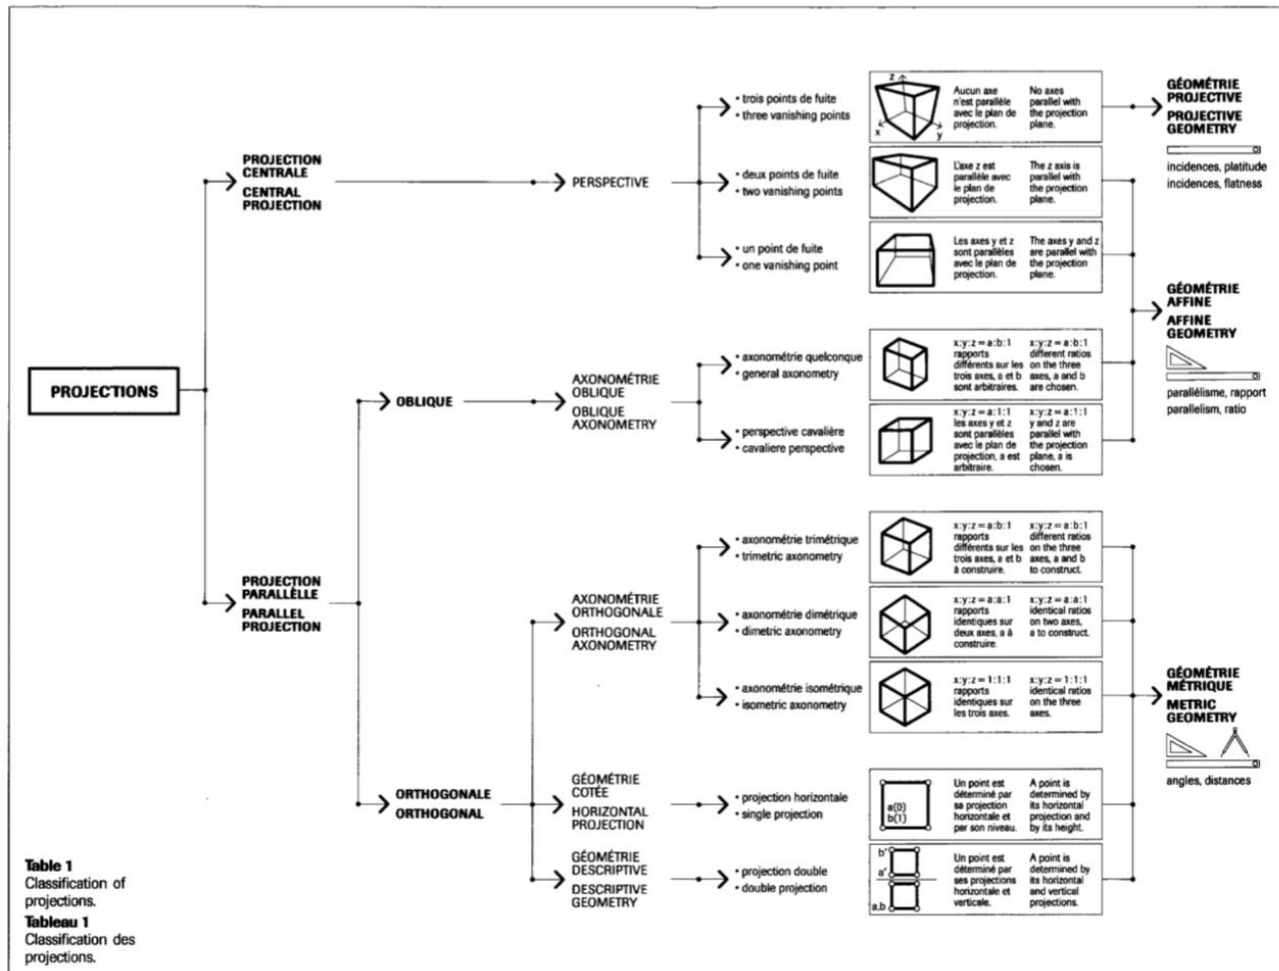 PROJECTIONS
PROJECTION
CENTRALE
CENTRAL
PROJECTION
PERSPECTIVE
• trois points de fuite
• three vanishing points
z
x
y
Aucun axe
n'est parallèle
avec le plan de
projection.
No axes
parallel with
the projection
plane.
GÉOMÉTRIE
PROJECTIVE
PROJECTIVE
GEOMETRY
incidences, platitude
incidences, flatness
• deux points de fuite
• two vanishing points
L'axe z est
parallèle avec
le plan de
projection.
The z axis is
parallel with
the projection
plane.
• un point de fuite
• one vanishing point
Les axes y et z
sont parallèles
avec le plan de
projection.
The axes y and z
are parallel with
the projection
plane.
GÉOMÉTRIE
AFFINE
AFFINE
GEOMETRY
parallélisme, rapport
parallelism, ratio
PROJECTION
PARALLÈLLE
PARALLEL
PROJECTION
OBLIQUE
AXONOMÉTRIE
OBLIQUE
OBLIQUE
AXONOMETRY
• axonométrie quelconque
• general axonometry
x:y:z = a:b:1
rapports
différents sur les
trois axes, a et b
sont arbitraires.
x:y:z = a:b:1
different ratios
on the three
axes, a and b
are chosen.
• perspective cavalière
• cavaliere perspective
x:y:z = a:1:1
les axes y et z
sont parallèles
avec le plan de
projection, a est
arbitraire.
x:y:z = a:1:1
y and z are
parallel with
the projection
plane, a is
chosen.
ORTHOGONALE
ORTHOGONAL
AXONOMÉTRIE
ORTHOGONALE
ORTHOGONAL
AXONOMETRY
• axonométrie trimétrique
• trimetric axonometry
x:y:z = a:b:1
rapports
différents sur les
trois axes, a et b
à construire.
x:y:z = a:b:1
different ratios
on the three
axes, a and b
to construct.
• axonométrie dimétrique
• dimetric axonometry
x:y:z = a:a:1
rapports
identiques sur
deux axes, a à
construire.
x:y:z = a:a:1
identical ratios
on two axes,
a to construct.
• axonométrie isométrique
• isometric axonometry
x:y:z = 1:1:1
rapports
identiques sur
les trois axes.
x:y:z = 1:1:1
identical ratios
on the three
axes.
GÉOMÉTRIE
MÉTRIQUE
METRIC
GEOMETRY
angles, distances
GÉOMÉTRIE
COTÉE
HORIZONTAL
PROJECTION
• projection horizontale
• single projection
a(0)
b(1)
Un point est
déterminé par
sa projection
horizontale et
per son niveau.
A point is
determined by
its horizontal
projection and
by its height.
GÉOMÉTRIE
DESCRIPTIVE
DESCRIPTIVE
GEOMETRY
• projection double
• double projection
b'
a'
a,b
Un point est
déterminé par
ses projections
horizontale et
verticale.
A point is
determined by
its horizontal
and vertical
projections.
Table 1
Classification of
projections.
Tableau 1
Classification des
projections.